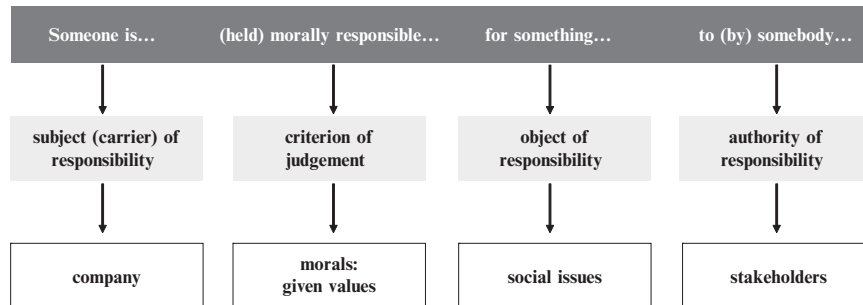 Someone is… (held) morally responsible… for something… to (by) somebody…
subject (carrier) of
responsibility
criterion of
judgement
object of
responsibility
authority of
responsibility
company
morals:
given values
social issues
stakeholders